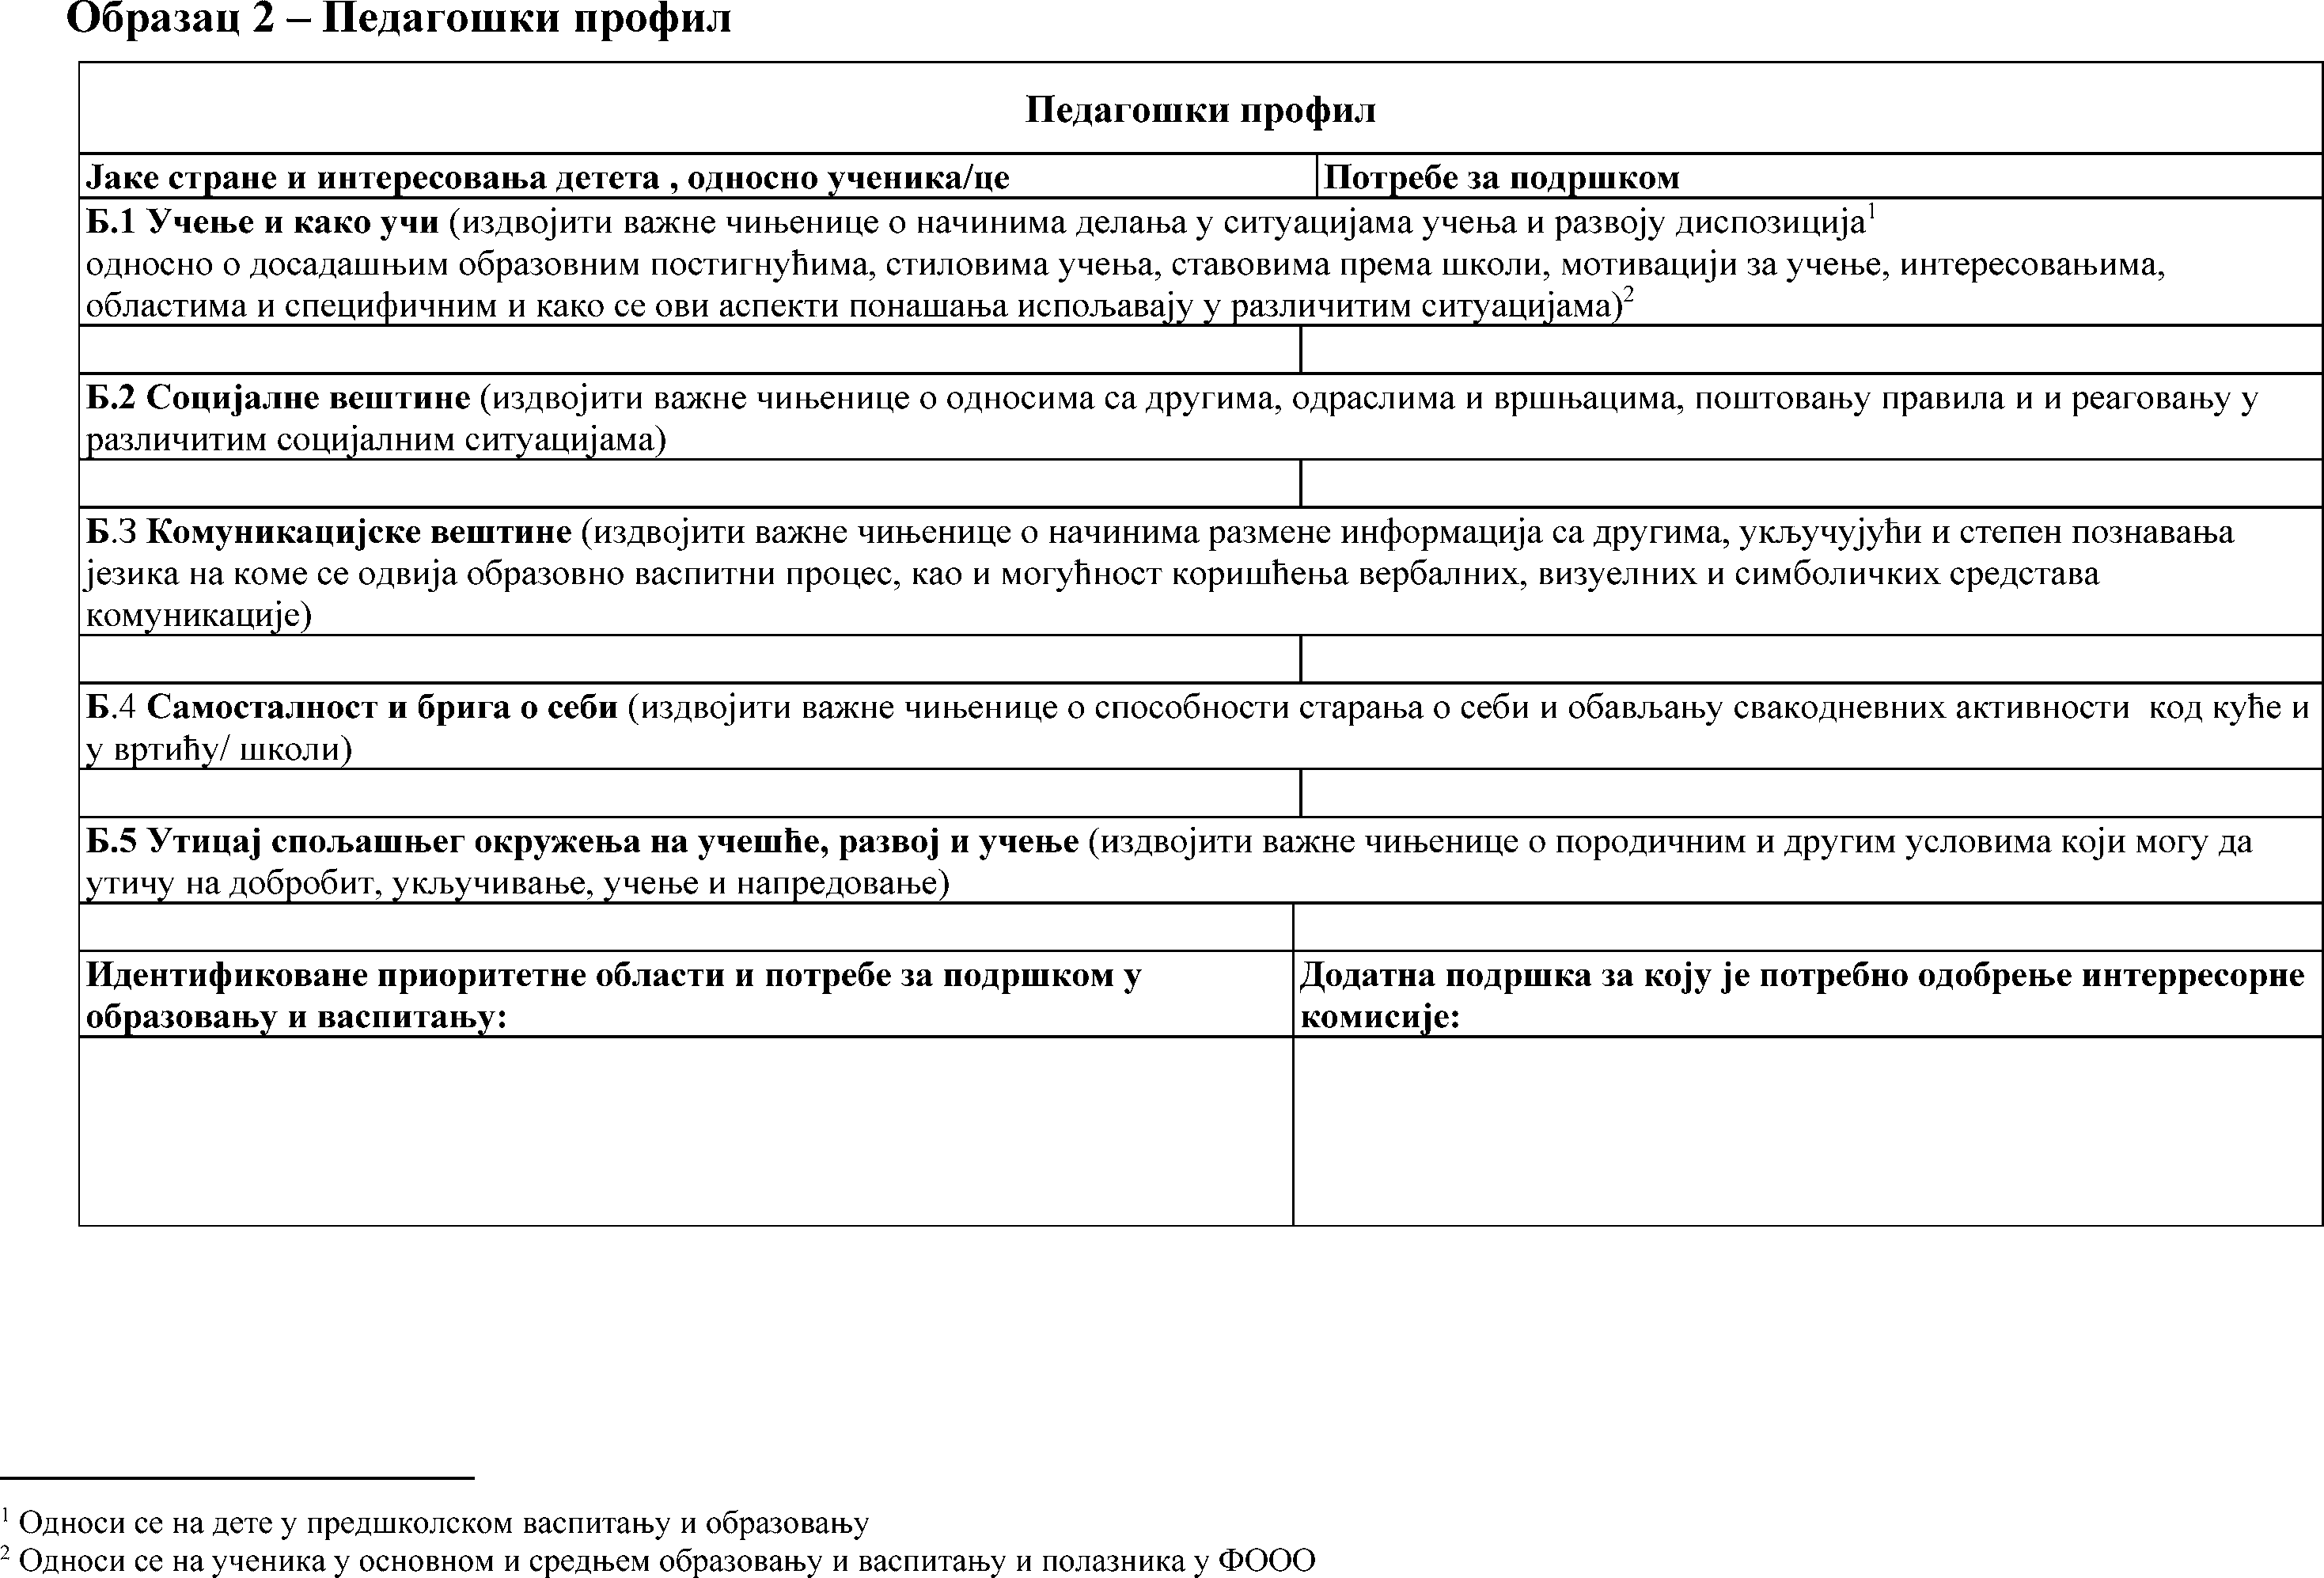 Образац 2 – Педагошки профил
Педагошки профил
Јаке стране и интересовања детета , односно ученика/це
Потребе за подршком
Б.1 Учење и како учи (издвојити важне чињенице о начинима делања у ситуацијама учења и развоју диспозиција¹
односно о досадашњим образовним постигнућима, стиловима учења, ставовима према школи, мотивацији за учење, интересовањима,
областима и специфичним и како се ови аспекти понашања испољавају у различитим ситуацијама)²
Б.2 Социјалне вештине (издвојити важне чињенице о односима са другима, одраслима и вршњацима, поштовању правила и и реаговању у
различитим социјалним ситуацијама)
Б.3 Комуникацијске вештине (издвојити важне чињенице о начинима размене информација са другима, укључујући и степен познавања
језика на коме се одвија образовно васпитни процес, као и могућност коришћења вербалних, визуелних и симболичких средстава
комуникације)
Б.4 Самосталност и брига о себи (издвојити важне чињенице о способности старања о себи и обављању свакодневних активности код куће и
у вртићу/ школи)
Б.5 Утицај спољашњег окружења на учешће, развој и учење (издвојити важне чињенице о породичним и другим условима који могу да
утичу на добробит, укључивање, учење и напредовање)
Идентификоване приоритетне области и потребе за подршком у
образовању и васпитању:
Додатна подршка за коју је потребно одобрење интерресорне
комисије:
¹ Односи се на дете у предшколском васпитању и образовању
² Односи се на ученика у основном и средњем образовању и васпитању и полазника у ФООО